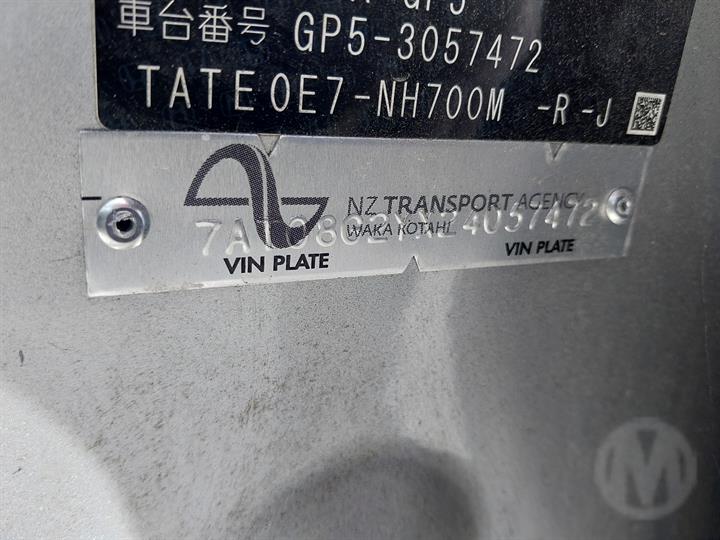 車台番号 GP5-3057472
TATE0E7-NH700M -R -J
NZ TRANSPORT AGENCY
WAKA KOTAHI
VIN PLATE
VIN PLATE
M